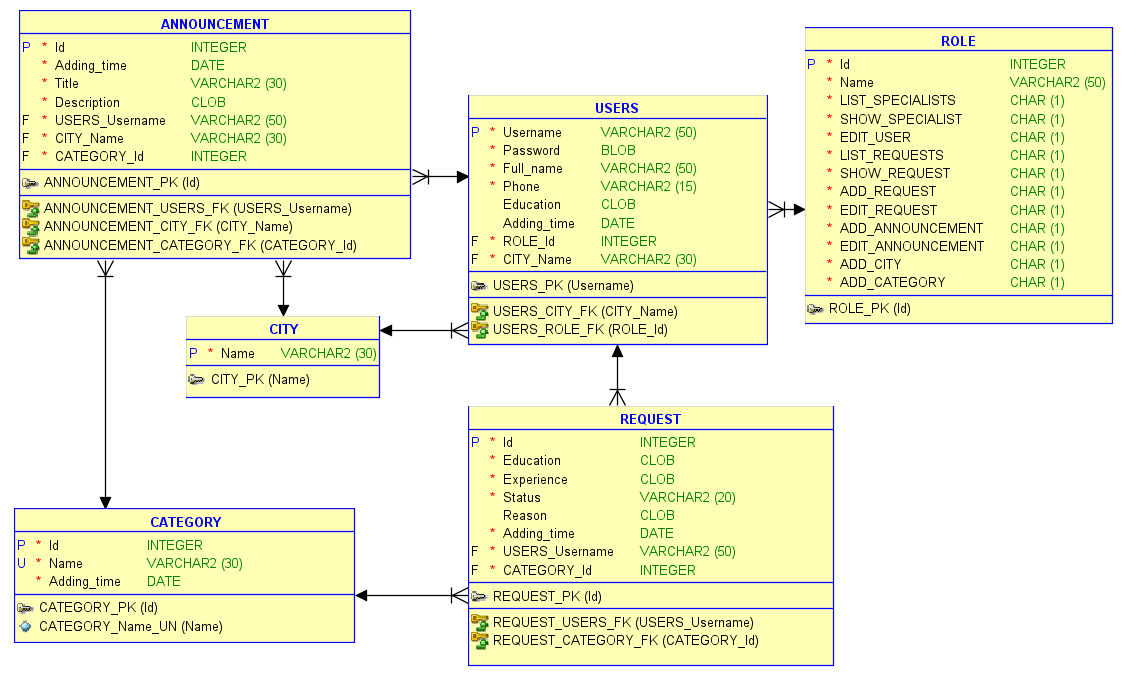 ANNOUNCEMENT
P * Id INTEGER
* Adding_time DATE
* Title VARCHAR2 (30)
* Description CLOB
F * USERS_Username VARCHAR2 (50)
F * CITY_Name VARCHAR2 (30)
F * CATEGORY_Id INTEGER
ANNOUNCEMENT_PK (Id)
ANNOUNCEMENT_USERS_FK (USERS_Username)
ANNOUNCEMENT_CITY_FK (CITY_Name)
ANNOUNCEMENT_CATEGORY_FK (CATEGORY_Id)
USERS
P * Username VARCHAR2 (50)
* Password BLOB
* Full_name VARCHAR2 (50)
* Phone VARCHAR2 (15)
Education CLOB
Adding_time DATE
F * ROLE_Id INTEGER
F * CITY_Name VARCHAR2 (30)
USERS_PK (Username)
USERS_CITY_FK (CITY_Name)
USERS_ROLE_FK (ROLE_Id)
ROLE
P * Id INTEGER
* Name VARCHAR2 (50)
* LIST_SPECIALISTS CHAR (1)
* SHOW_SPECIALIST CHAR (1)
* EDIT_USER CHAR (1)
* LIST_REQUESTS CHAR (1)
* SHOW_REQUEST CHAR (1)
* ADD_REQUEST CHAR (1)
* EDIT_REQUEST CHAR (1)
* ADD_ANNOUNCEMENT CHAR (1)
* EDIT_ANNOUNCEMENT CHAR (1)
* ADD_CITY CHAR (1)
* ADD_CATEGORY CHAR (1)
ROLE_PK (Id)
CITY
P * Name VARCHAR2 (30)
CITY_PK (Name)
REQUEST
P * Id INTEGER
* Education CLOB
* Experience CLOB
* Status VARCHAR2 (20)
Reason CLOB
* Adding_time DATE
F * USERS_Username VARCHAR2 (50)
F * CATEGORY_Id INTEGER
REQUEST_PK (Id)
REQUEST_USERS_FK (USERS_Username)
REQUEST_CATEGORY_FK (CATEGORY_Id)
CATEGORY
P * Id INTEGER
U * Name VARCHAR2 (30)
* Adding_time DATE
CATEGORY_PK (Id)
CATEGORY_Name_UN (Name)